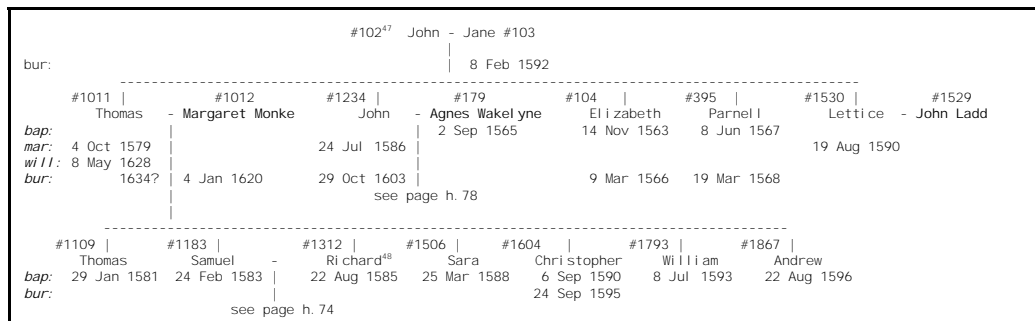 #102⁴⁷ John - Jane #103
|
bur: | 8 Feb 1592
------------------------------------------------------------
#1011 | #1012 #1234 | #179 #104 | #395 | #1530 | #1529
Thomas - Margaret Monke John - Agnes Wakelyne Elizabeth Parnell Lettice - John Ladd
bap: | | 2 Sep 1565 14 Nov 1563 8 Jun 1567
mar: 4 Oct 1579 | 24 Jul 1586 | 19 Aug 1590
will: 8 May 1628 | |
bur: 1634? | 4 Jan 1620 29 Oct 1603 | 9 Mar 1566 19 Mar 1568
| see page h.78
|
------------------------------------------------------------
#1109 | #1183 | #1312 | #1506 | #1604 | #1793 | #1867 |
Thomas Samuel - Richard⁴⁸ Sara Christopher William Andrew
bap: 29 Jan 1581 24 Feb 1583 | 22 Aug 1585 25 Mar 1588 6 Sep 1590 8 Jul 1593 22 Aug 1596
bur: | 24 Sep 1595
see page h.74